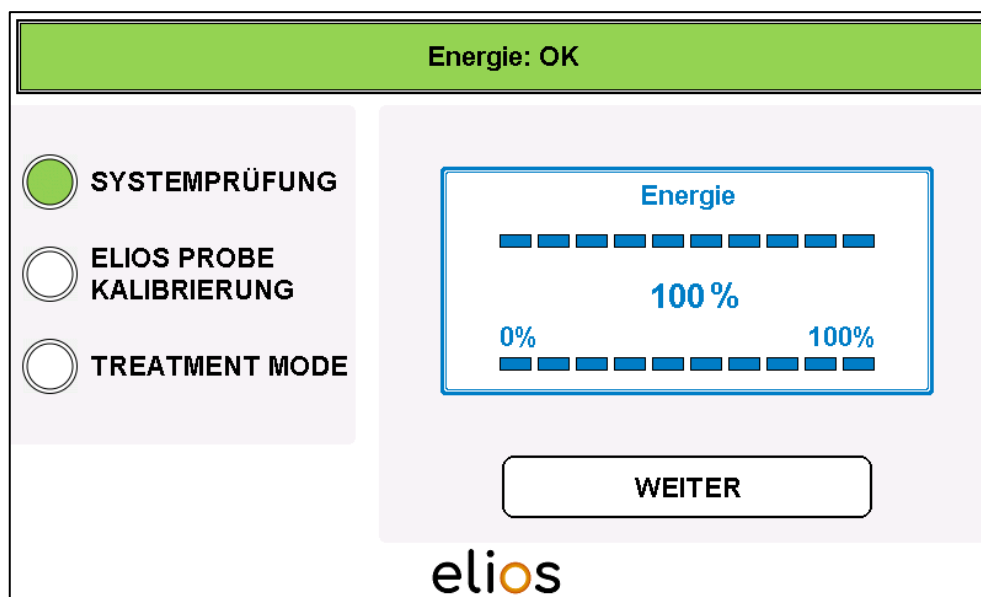 Energie: OK
SYSTEMPRÜFUNG
ELIOS PROBE
KALIBRIERUNG
TREATMENT MODE
Energie
100 %
0% 100%
WEITER
elios